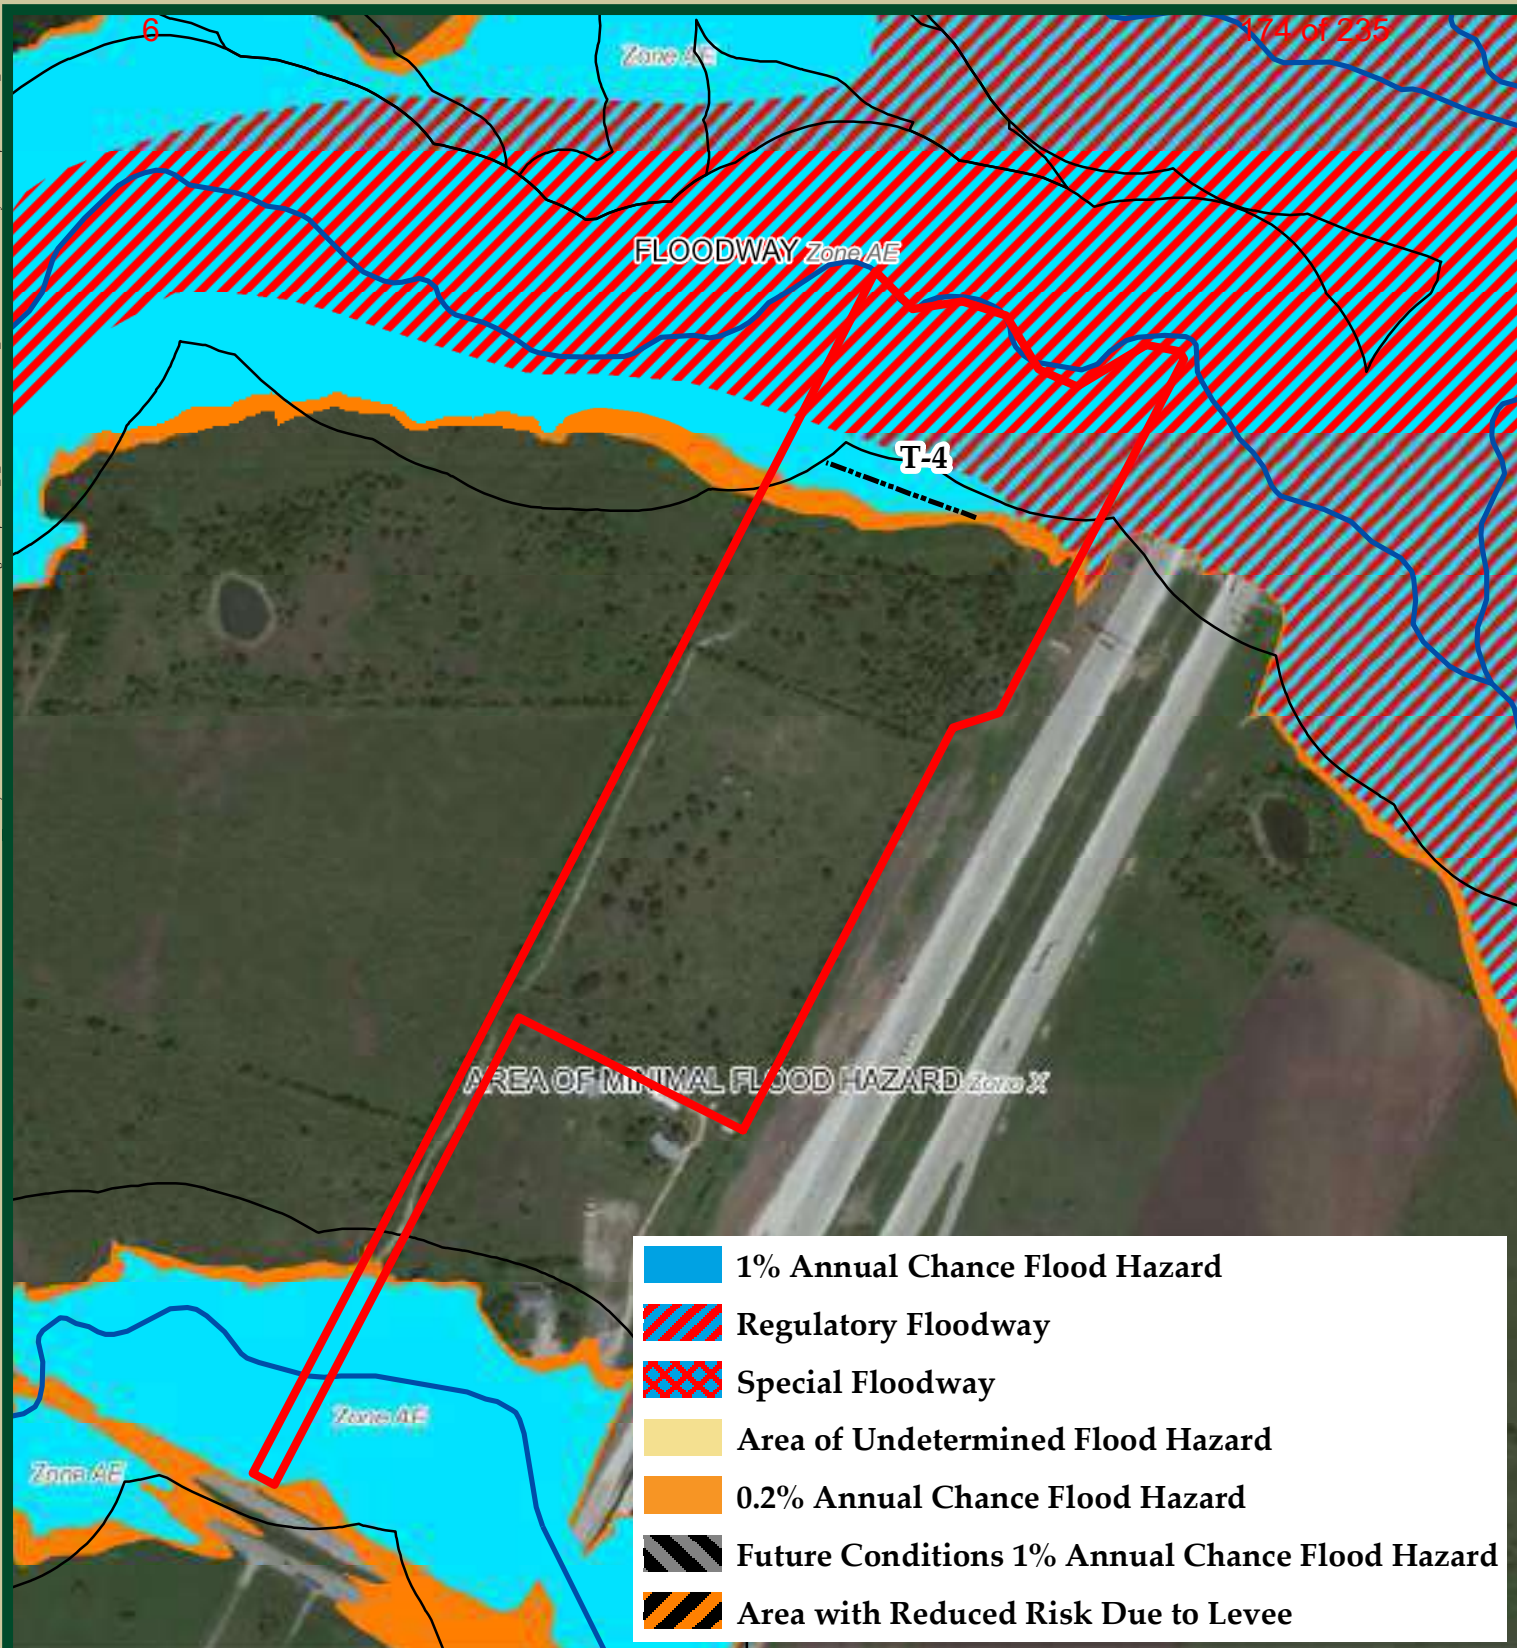 6
174 of 235
Zone AE
FLOODWAY Zone AE
T-4
AREA OF MINIMAL FLOOD HAZARD Zone X
Zone AE
Zone AE
1% Annual Chance Flood Hazard
Regulatory Floodway
Special Floodway
Area of Undetermined Flood Hazard
0.2% Annual Chance Flood Hazard
Future Conditions 1% Annual Chance Flood Hazard
Area with Reduced Risk Due to Levee